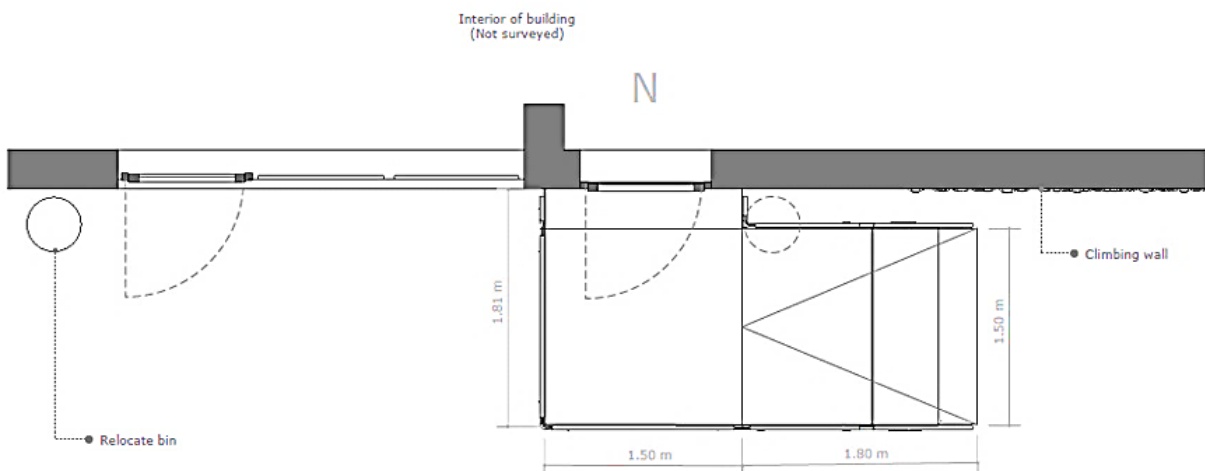 Interior of building
(Not surveyed)
N
Climbing wall
1.81 m
1.50 m
Relocate bin
1.50 m
1.80 m